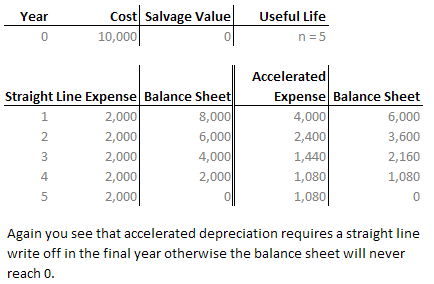 Year Cost Salvage Value Useful Life
0 10,000 0 n = 5
Accelerated
Straight Line Expense Balance Sheet Expense Balance Sheet
1 2,000 8,000 4,000 6,000
2 2,000 6,000 2,400 3,600
3 2,000 4,000 1,440 2,160
4 2,000 2,000 1,080 1,080
5 2,000 0 1,080 0
Again you see that accelerated depreciation requires a straight line
write off in the final year otherwise the balance sheet will never
reach 0.